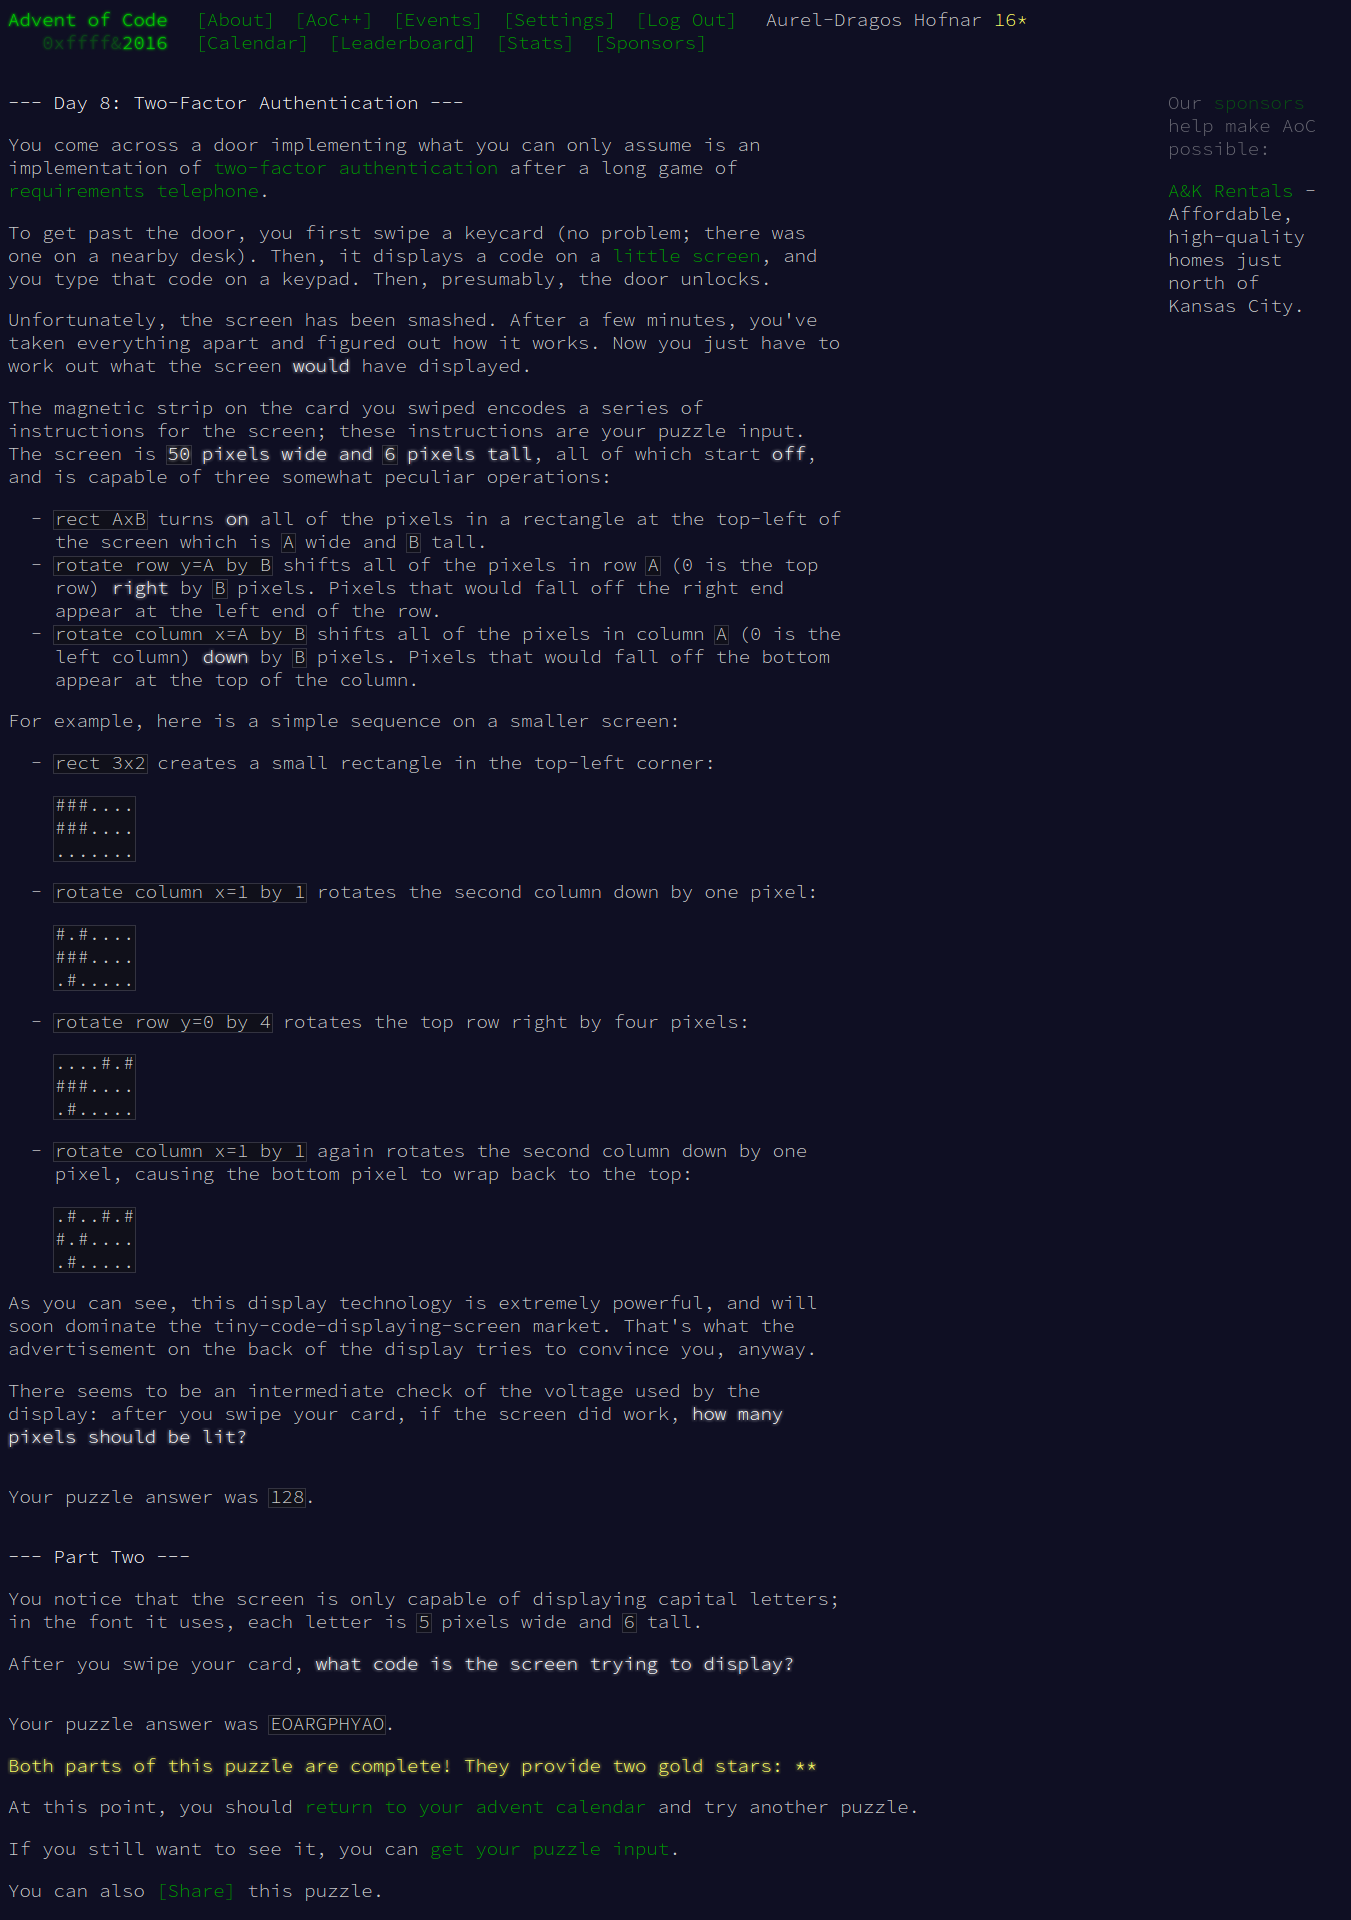 Advent of Code [About] [AoC++] [Events] [Settings] [Log Out] Aurel-Dragos Hofnar 16*
0xffff&2016 [Calendar] [Leaderboard] [Stats] [Sponsors]
--- Day 8: Two-Factor Authentication ---
You come across a door implementing what you can only assume is an
implementation of two-factor authentication after a long game of
requirements telephone.
To get past the door, you first swipe a keycard (no problem; there was
one on a nearby desk). Then, it displays a code on a little screen, and
you type that code on a keypad. Then, presumably, the door unlocks.
Unfortunately, the screen has been smashed. After a few minutes, you've
taken everything apart and figured out how it works. Now you just have to
work out what the screen would have displayed.
The magnetic strip on the card you swiped encodes a series of
instructions for the screen; these instructions are your puzzle input.
The screen is 50 pixels wide and 6 pixels tall, all of which start off,
and is capable of three somewhat peculiar operations:
- rect AxB turns on all of the pixels in a rectangle at the top-left of
the screen which is A wide and B tall.
- rotate row y=A by B shifts all of the pixels in row A (0 is the top
row) right by B pixels. Pixels that would fall off the right end
appear at the left end of the row.
- rotate column x=A by B shifts all of the pixels in column A (0 is the
left column) down by B pixels. Pixels that would fall off the bottom
appear at the top of the column.
For example, here is a simple sequence on a smaller screen:
- rect 3x2 creates a small rectangle in the top-left corner:
###....
###....
.......
- rotate column x=1 by 1 rotates the second column down by one pixel:
#.#....
###....
.#.....
- rotate row y=0 by 4 rotates the top row right by four pixels:
....#.#
###....
.#.....
- rotate column x=1 by 1 again rotates the second column down by one
pixel, causing the bottom pixel to wrap back to the top:
.#..#.#
#.#....
.#.....
As you can see, this display technology is extremely powerful, and will
soon dominate the tiny-code-displaying-screen market. That's what the
advertisement on the back of the display tries to convince you, anyway.
There seems to be an intermediate check of the voltage used by the
display: after you swipe your card, if the screen did work, how many
pixels should be lit?
Your puzzle answer was 128.
--- Part Two ---
You notice that the screen is only capable of displaying capital letters;
in the font it uses, each letter is 5 pixels wide and 6 tall.
After you swipe your card, what code is the screen trying to display?
Your puzzle answer was EOARGPHYAO.
Both parts of this puzzle are complete! They provide two gold stars: **
At this point, you should return to your advent calendar and try another puzzle.
If you still want to see it, you can get your puzzle input.
You can also [Share] this puzzle.
Our sponsors
help make AoC
possible:
A&K Rentals -
Affordable,
high-quality
homes just
north of
Kansas City.